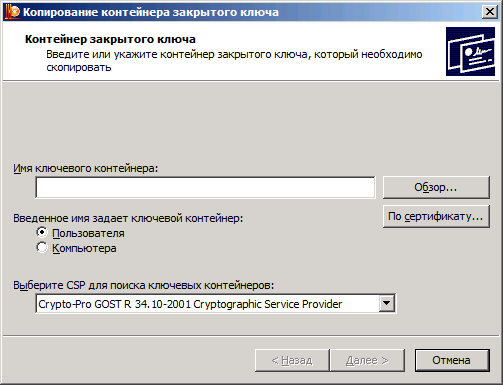 Копирование контейнера закрытого ключа
Контейнер закрытого ключа
Введите или укажите контейнер закрытого ключа, который необходимо
скопировать
Имя ключевого контейнера:
Обзор...
Введенное имя задает ключевой контейнер:
По сертификату...
Пользователя
Компьютера
Выберите CSP для поиска ключевых контейнеров:
Crypto-Pro GOST R 34.10-2001 Cryptographic Service Provider
< Назад
Далее >
Отмена